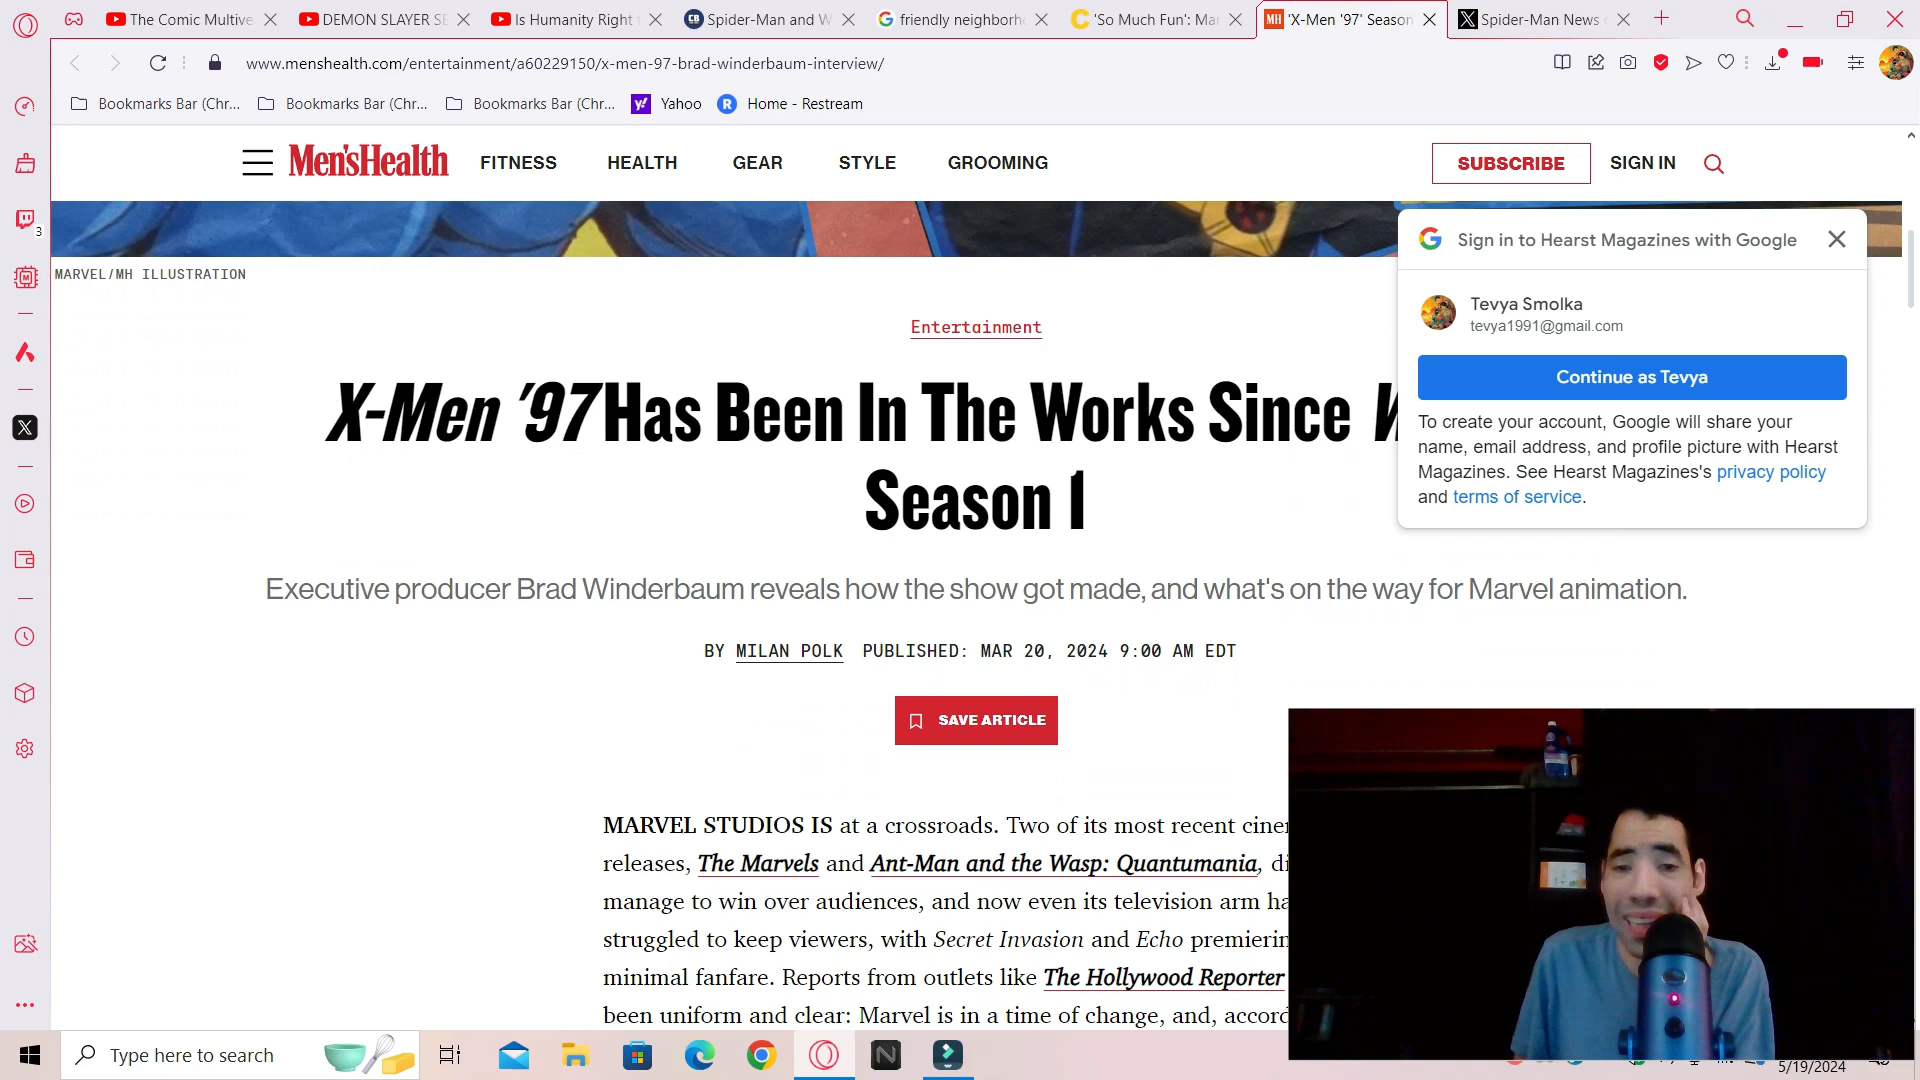 The Comic Multive
DEMON SLAYER SE
Is Humanity Right
Spider-Man and W
friendly neighborh
'So Much Fun': Ma
'X-Men '97' Season
Spider-Man News
www.menshealth.com/entertainment/a60229150/x-men-97-brad-winderbaum-interview/
Bookmarks Bar (Chr...
Bookmarks Bar (Chr...
Bookmarks Bar (Chr...
Yahoo
Home - Restream
3
Men'sHealth
FITNESS
HEALTH
GEAR
STYLE
GROOMING
SUBSCRIBE
SIGN IN
MARVEL/MH ILLUSTRATION
Sign in to Hearst Magazines with Google
Tevya Smolka
tevya1991@gmail.com
Continue as Tevya
To create your account, Google will share your
name, email address, and profile picture with Hearst
Magazines. See Hearst Magazines's privacy policy
and terms of service.
Entertainment
X-Men '97 Has Been In The Works Since
Season 1
Executive producer Brad Winderbaum reveals how the show got made, and what's on the way for Marvel animation.
BY MILAN POLK PUBLISHED: MAR 20, 2024 9:00 AM EDT
SAVE ARTICLE
MARVEL STUDIOS IS at a crossroads. Two of its most recent cine
releases, The Marvels and Ant-Man and the Wasp: Quantumania, di
manage to win over audiences, and now even its television arm ha
struggled to keep viewers, with Secret Invasion and Echo premierin
minimal fanfare. Reports from outlets like The Hollywood Reporter
been uniform and clear: Marvel is in a time of change, and, accord
Type here to search
5/19/2024